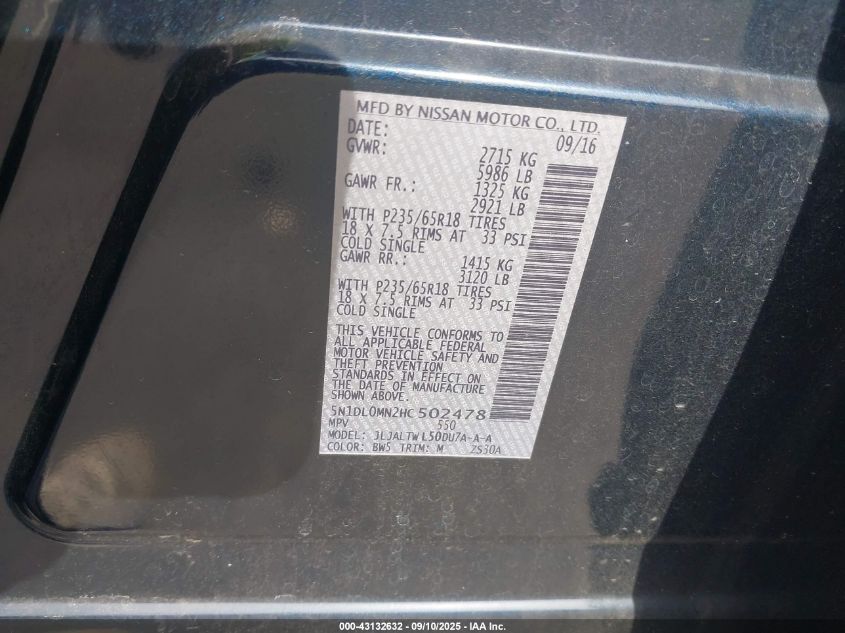 MFD BY NISSAN MOTOR CO., LTD.
DATE: 09/16
GVWR: 2715 KG
5986 LB
GAWR FR.: 1325 KG
2921 LB
WITH P235/65R18 TIRES
18 X 7.5 RIMS AT 33 PSI
COLD SINGLE
GAWR RR.: 1415 KG
3120 LB
WITH P235/65R18 TIRES
18 X 7.5 RIMS AT 33 PSI
COLD SINGLE
THIS VEHICLE CONFORMS TO
ALL APPLICABLE FEDERAL
MOTOR VEHICLE SAFETY AND
THEFT PREVENTION
STANDARDS IN EFFECT ON
THE DATE OF MANUFACTURE
SHOWN ABOVE.
5N1DL0MN2HC502478
MPV 550
MODEL: JLJALTWL50DU7A-A-A
COLOR: BW5 TRIM: M ZS30A
000-43132632 - 09/10/2025 - IAA Inc.